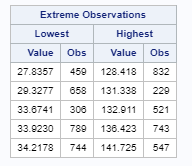 Extreme Observations
Lowest Highest
Value Obs Value Obs
27.8357 459 128.418 832
29.3277 658 131.338 229
33.6741 306 132.911 521
33.9230 789 136.423 743
34.2178 744 141.725 547